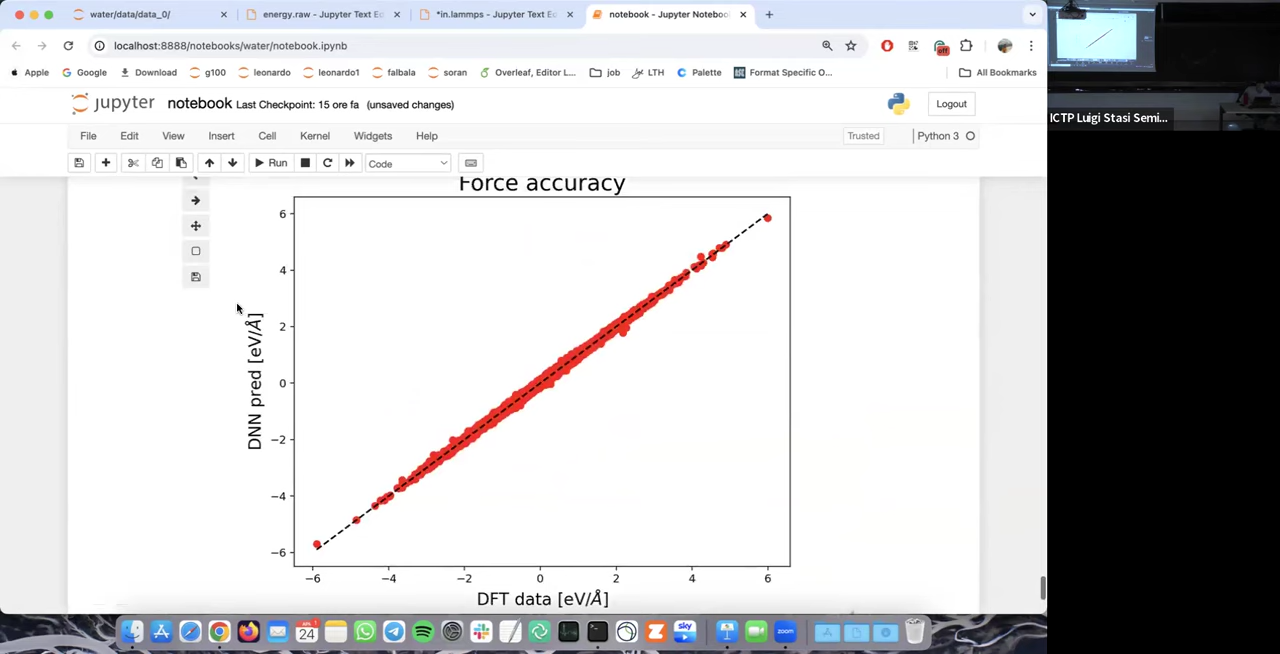 water/data/data_0/
energy.raw - Jupyter Text Ed
*in.lammps - Jupyter Text Ed
notebook - Jupyter Notebook
localhost:8888/notebooks/water/notebook.ipynb
off
Apple
Google
Download
g100
leonardo
leonardo1
falbala
soran
Overleaf, Editor L...
job
LTH
Palette
Format Specific O...
All Bookmarks
jupyter notebook Last Checkpoint: 15 ore fa (unsaved changes)
Logout
File
Edit
View
Insert
Cell
Kernel
Widgets
Help
Trusted
Python 3
Run
Code
Force accuracy
6
4
2
0
−2
−4
−6
DNN pred [eV/Å]
−6
−4
−2
0
2
4
6
DFT data [eV/Å]
24
sky
zoom
ICTP Luigi Stasi Semi...